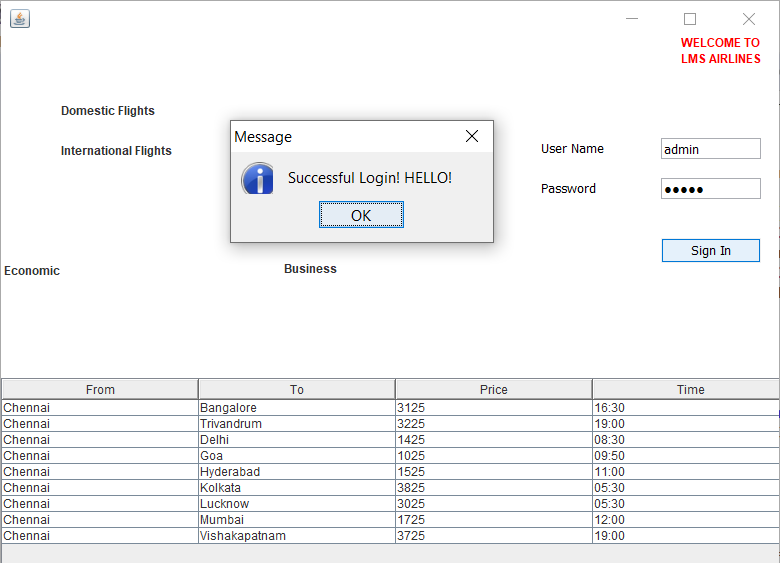 WELCOME TO
LMS AIRLINES
Domestic Flights
International Flights
Message
Successful Login! HELLO!
OK
User Name admin
Password ●●●●●
Sign In
Economic
Business
From To Price Time
Chennai Bangalore 3125 16:30
Chennai Trivandrum 3225 19:00
Chennai Delhi 1425 08:30
Chennai Goa 1025 09:50
Chennai Hyderabad 1525 11:00
Chennai Kolkata 3825 05:30
Chennai Lucknow 3025 05:30
Chennai Mumbai 1725 12:00
Chennai Vishakapatnam 3725 19:00